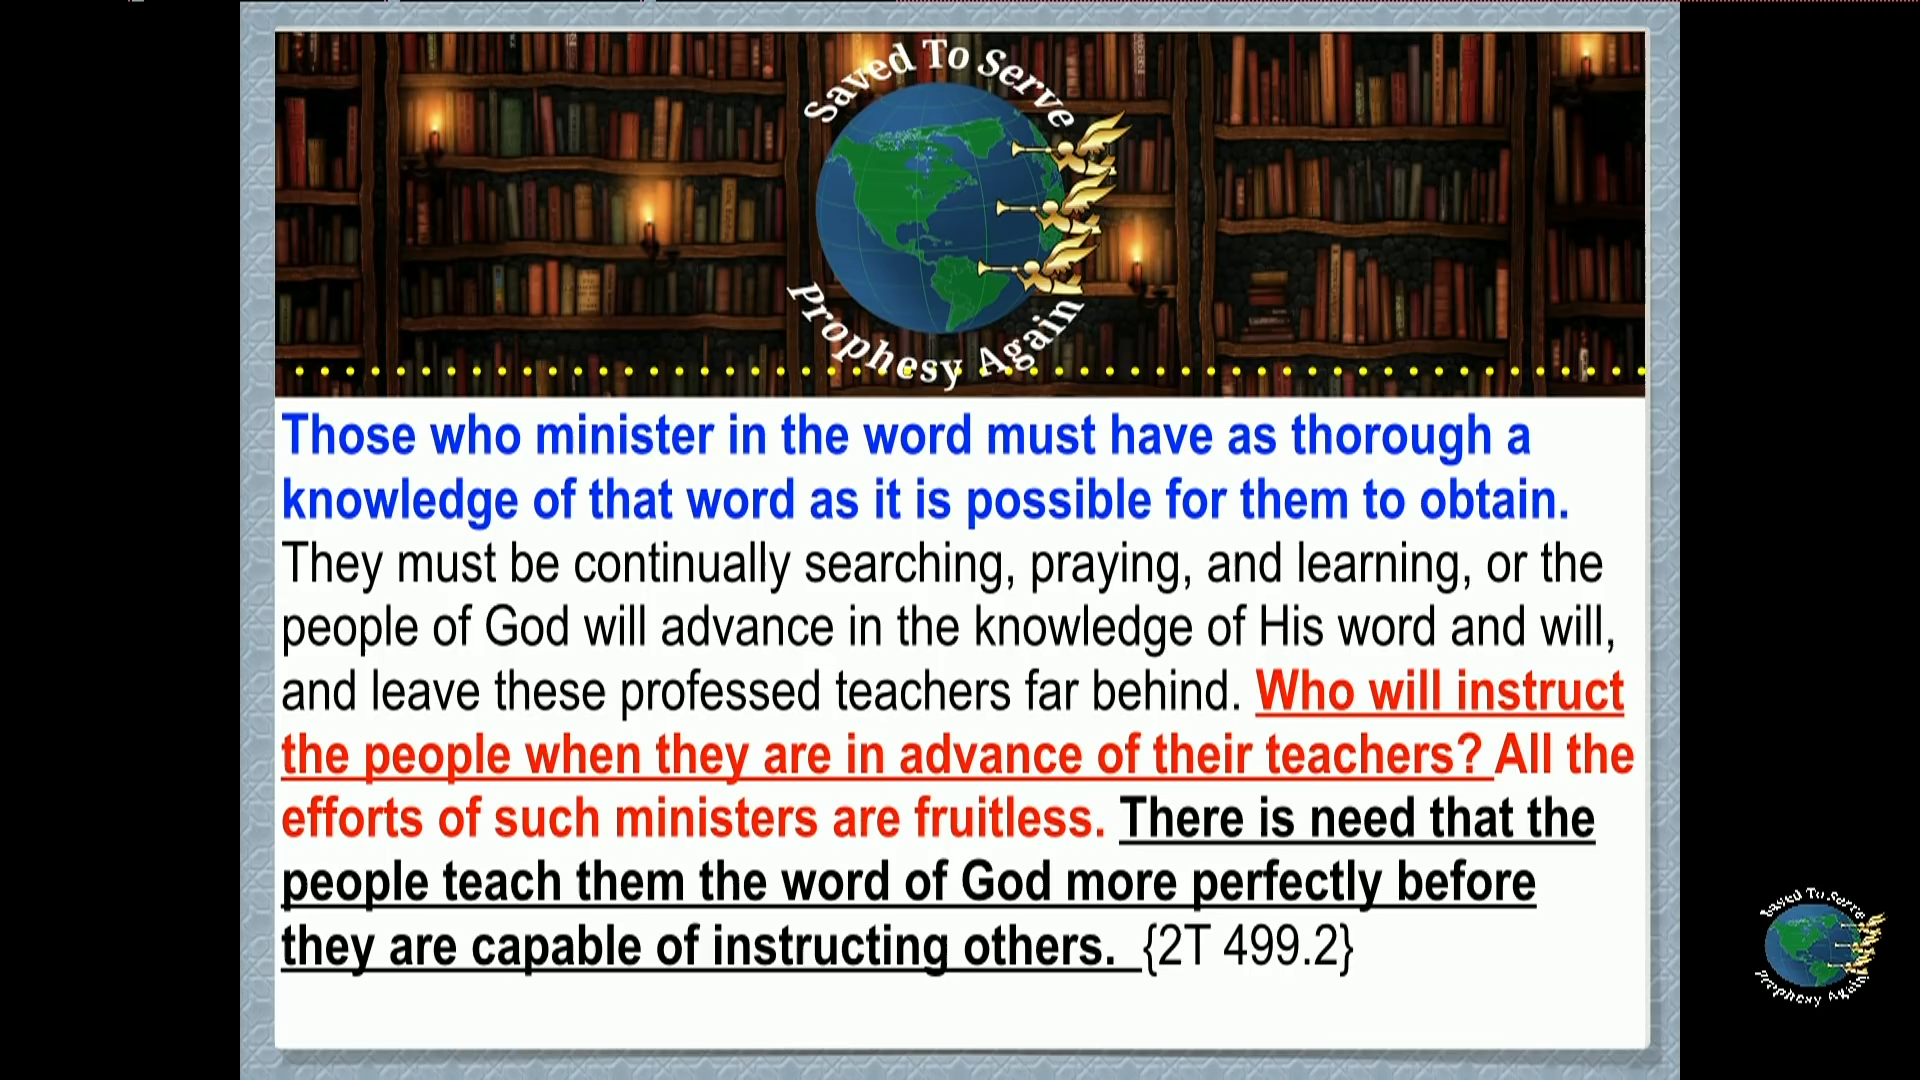 Saved To Serve
Prophesy Again
Those who minister in the word must have as thorough a
knowledge of that word as it is possible for them to obtain.
They must be continually searching, praying, and learning, or the
people of God will advance in the knowledge of His word and will,
and leave these professed teachers far behind. Who will instruct
the people when they are in advance of their teachers? All the
efforts of such ministers are fruitless. There is need that the
people teach them the word of God more perfectly before
they are capable of instructing others. {2T 499.2}
Saved To Serve
Prophesy Again